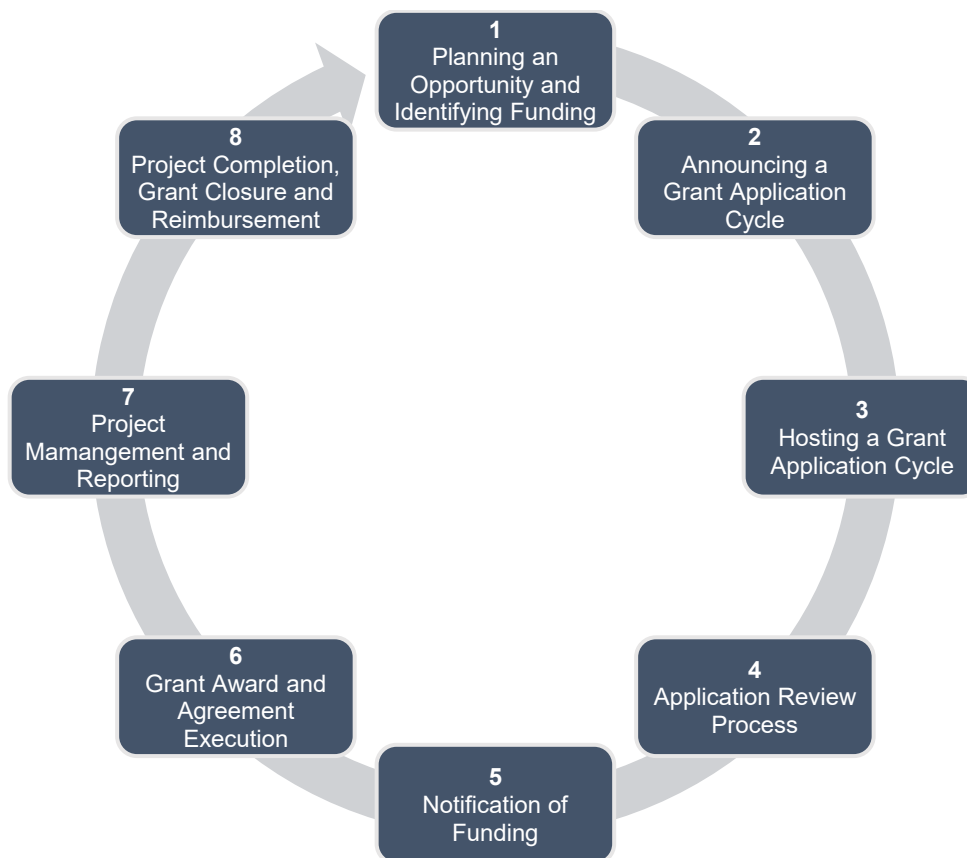 1
Planning an
Opportunity and
Identifying Funding
2
Announcing a
Grant Application
Cycle
3
Hosting a Grant
Application Cycle
4
Application Review
Process
5
Notification of
Funding
6
Grant Award and
Agreement
Execution
7
Project
Mamangement and
Reporting
8
Project Completion,
Grant Closure and
Reimbursement